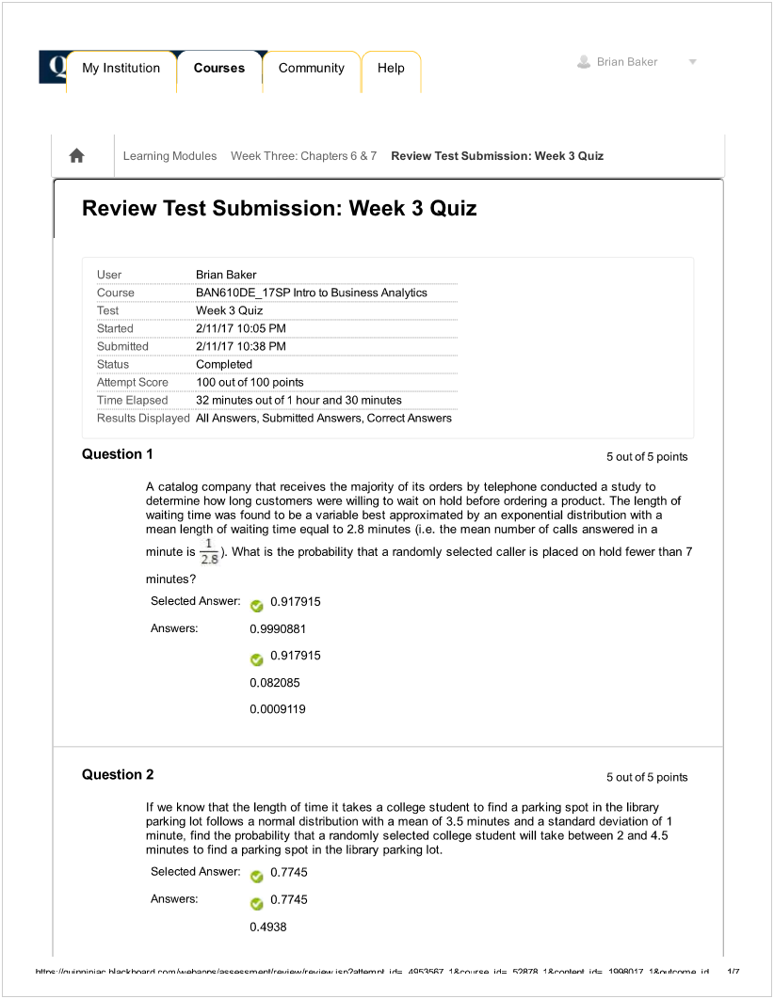 Q
My Institution
Courses
Community
Help
Brian Baker
Learning Modules Week Three: Chapters 6 & 7 Review Test Submission: Week 3 Quiz
Review Test Submission: Week 3 Quiz
User Brian Baker
Course BAN610DE_17SP Intro to Business Analytics
Test Week 3 Quiz
Started 2/11/17 10:05 PM
Submitted 2/11/17 10:38 PM
Status Completed
Attempt Score 100 out of 100 points
Time Elapsed 32 minutes out of 1 hour and 30 minutes
Results Displayed All Answers, Submitted Answers, Correct Answers
Question 1 5 out of 5 points
A catalog company that receives the majority of its orders by telephone conducted a study to
determine how long customers were willing to wait on hold before ordering a product. The length of
waiting time was found to be a variable best approximated by an exponential distribution with a
mean length of waiting time equal to 2.8 minutes (i.e. the mean number of calls answered in a
minute is 1/2.8). What is the probability that a randomly selected caller is placed on hold fewer than 7
minutes?
Selected Answer: 0.917915
Answers: 0.9990881
0.917915
0.082085
0.0009119
Question 2 5 out of 5 points
If we know that the length of time it takes a college student to find a parking spot in the library
parking lot follows a normal distribution with a mean of 3.5 minutes and a standard deviation of 1
minute, find the probability that a randomly selected college student will take between 2 and 4.5
minutes to find a parking spot in the library parking lot.
Selected Answer: 0.7745
Answers: 0.7745
0.4938
https://quinnipiac.blackboard.com/webapps/assessment/review/review.jsp?attempt_id=_4953567_1&course_id=_52878_1&content_id=_1998017_1&outcome_id 1/7